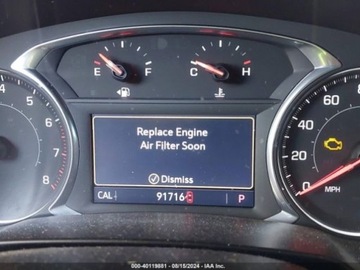 E F
C H
Replace Engine
Air Filter Soon
Dismiss
CAL 91716 P
4
5
6
7
8
80
60
40
20
0
MPH
000-40119881 - 08/15/2024 - IAA, Inc.